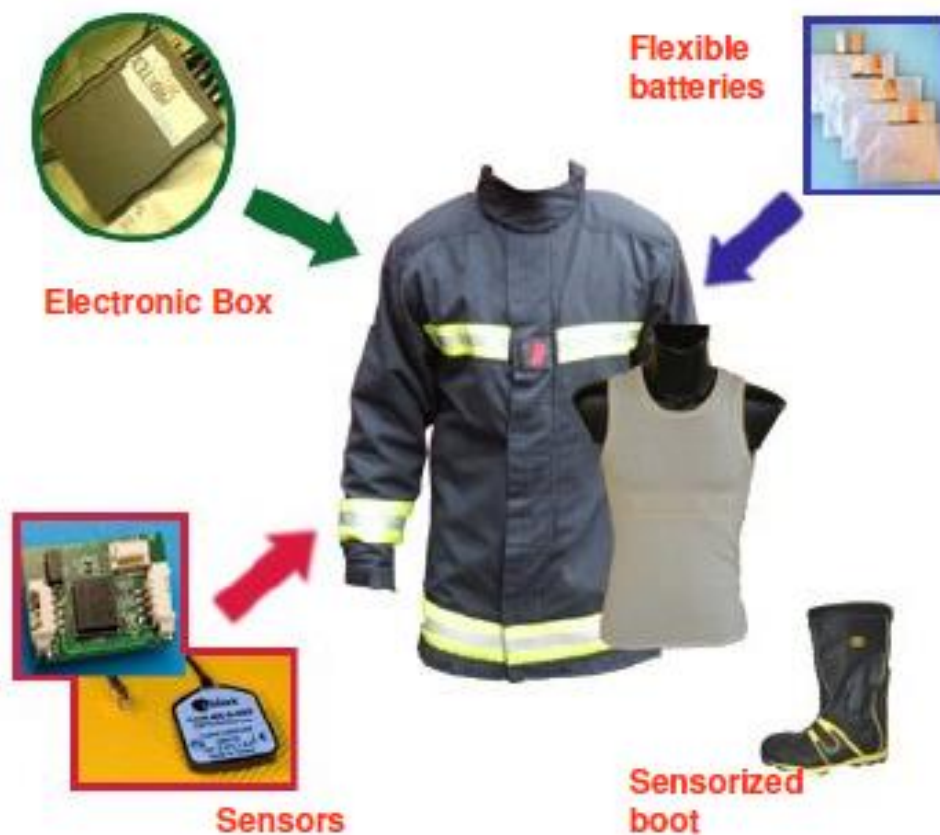 Flexible
batteries
Electronic Box
Sensors
Sensorized
boot